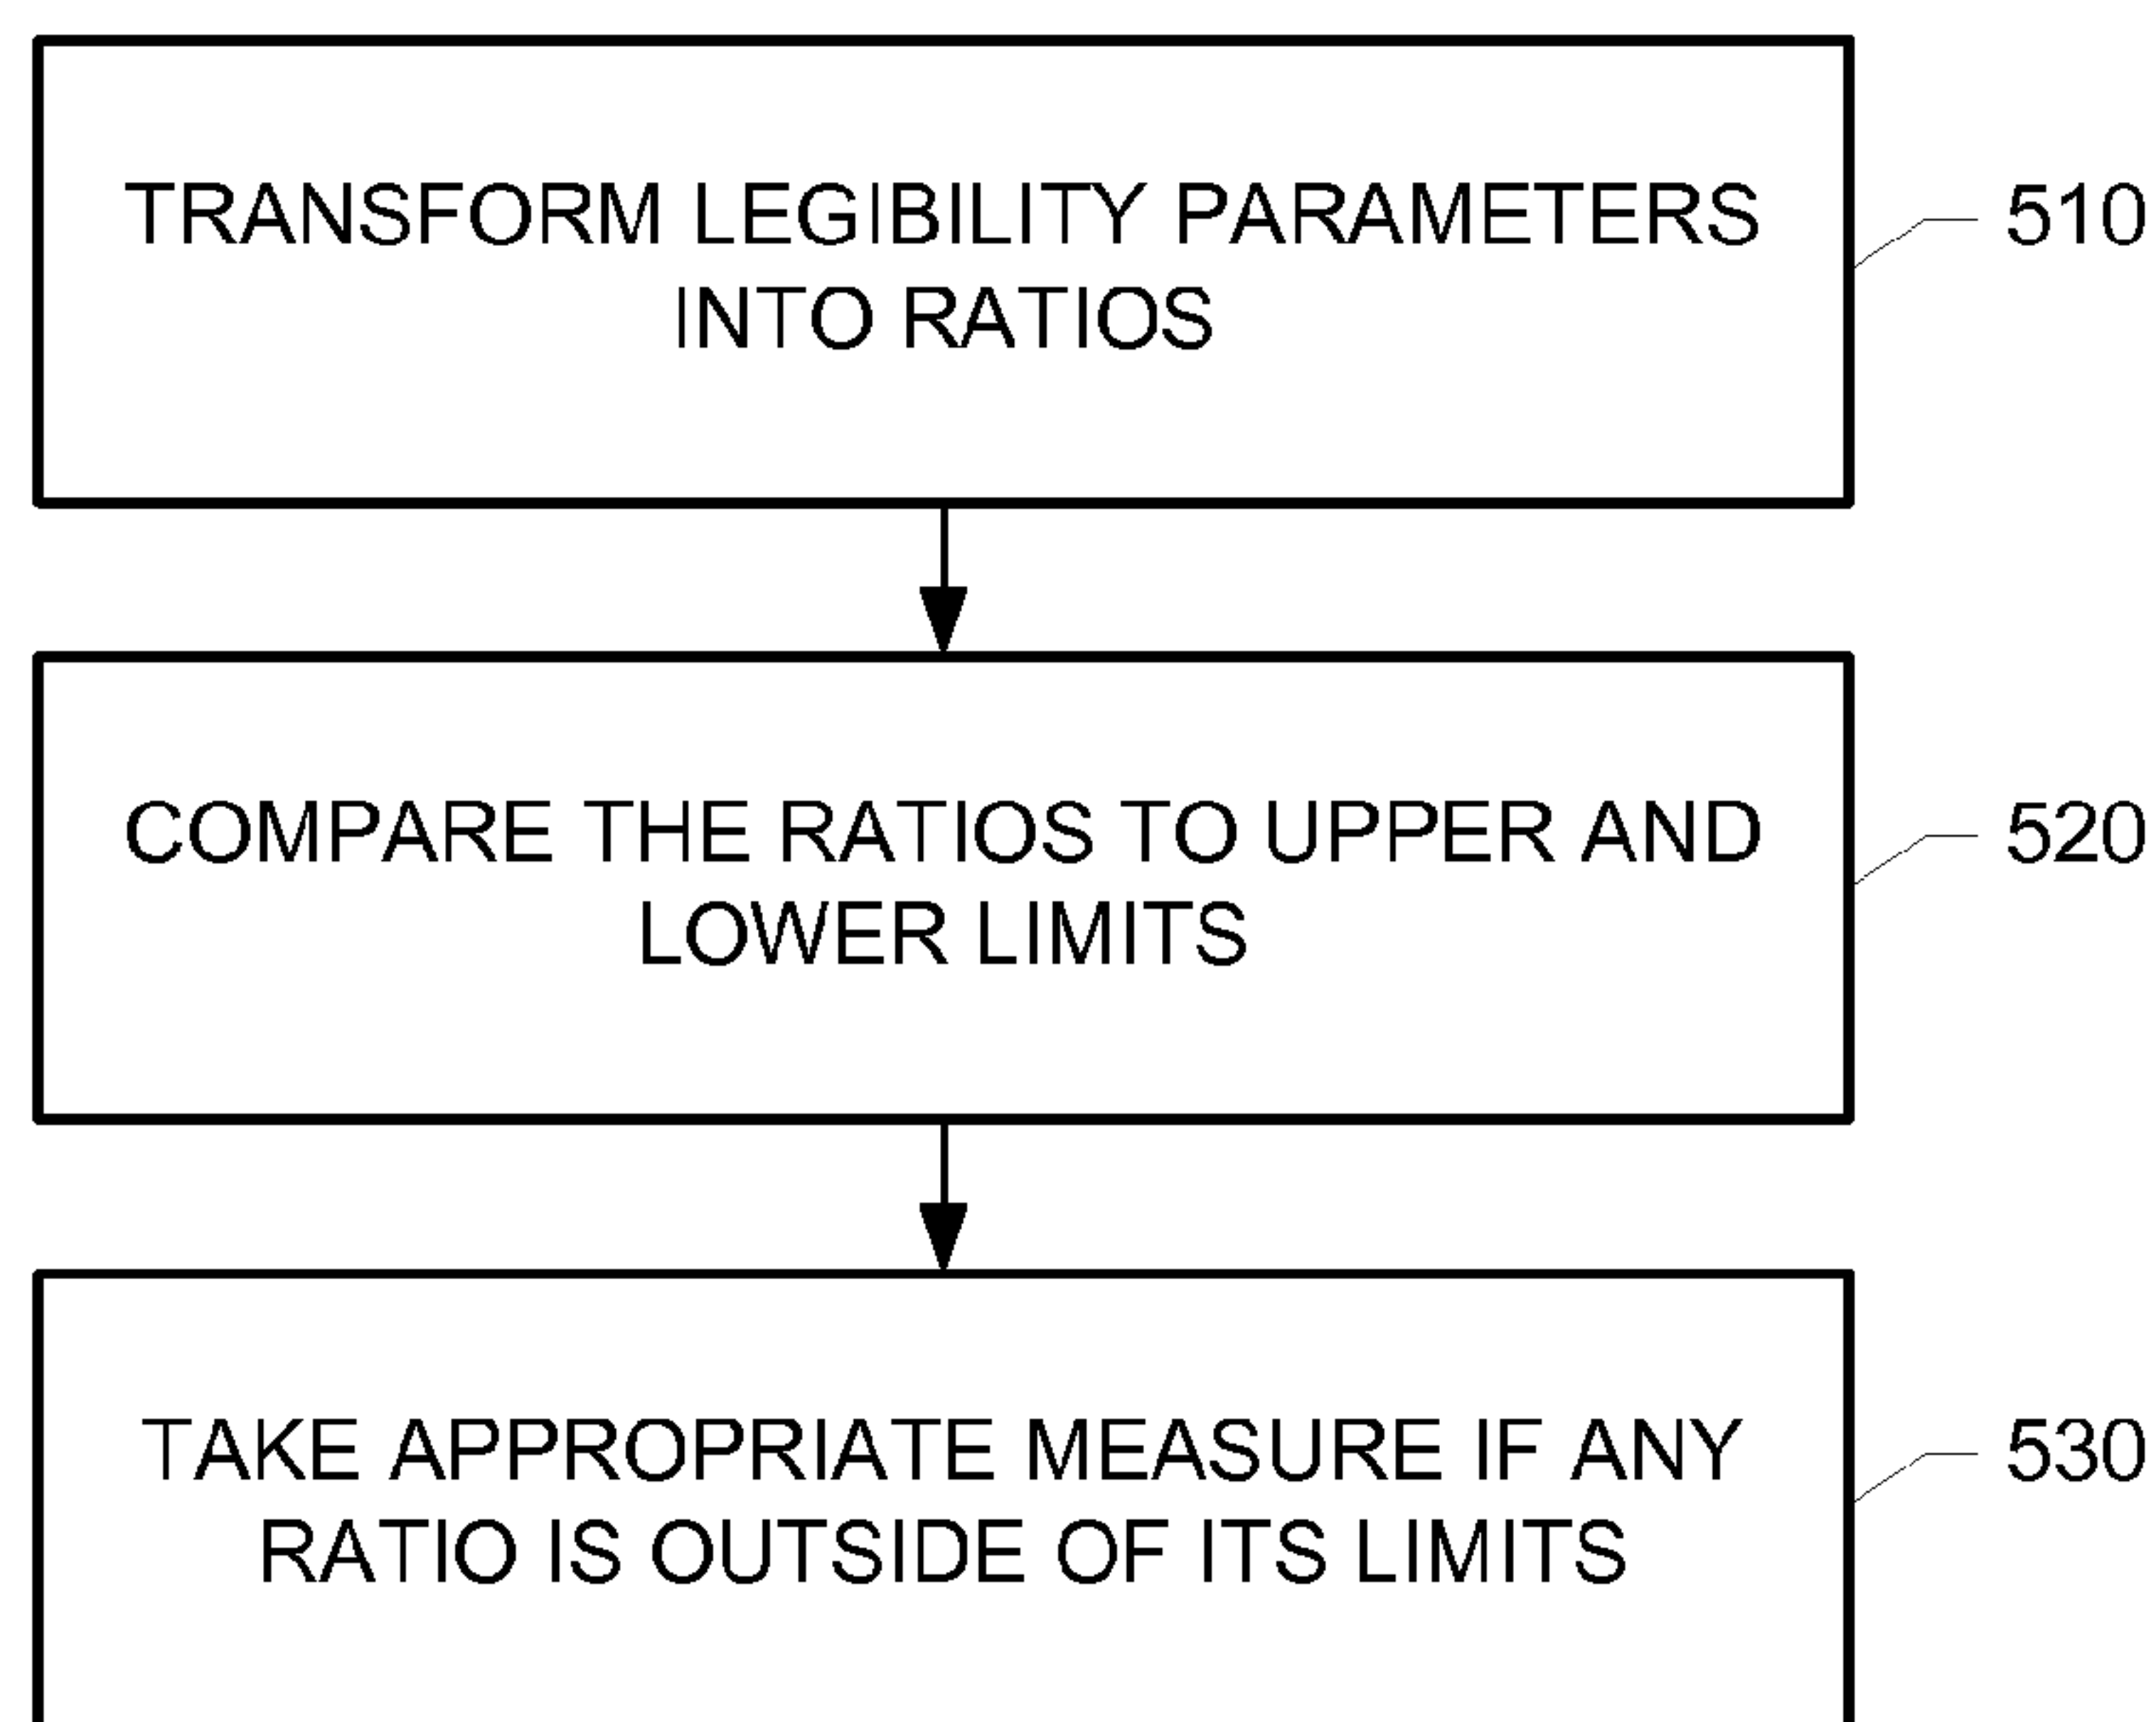 TRANSFORM LEGIBILITY PARAMETERS
INTO RATIOS
510
COMPARE THE RATIOS TO UPPER AND
LOWER LIMITS
520
TAKE APPROPRIATE MEASURE IF ANY
RATIO IS OUTSIDE OF ITS LIMITS
530